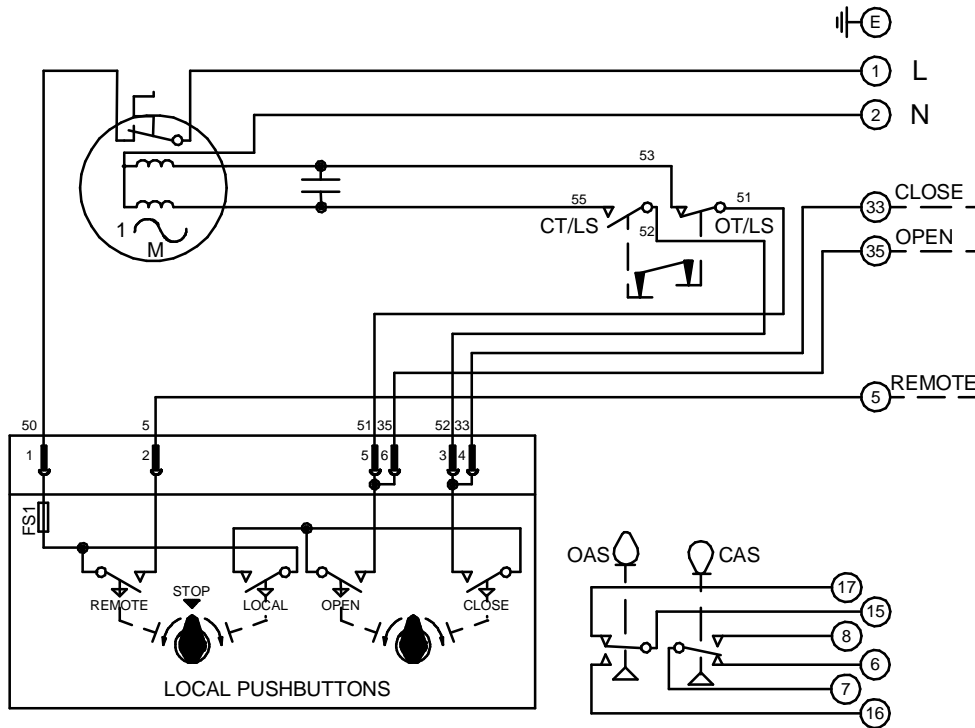 E
1 L
2 N
53
55
51
CT/LS
52
OT/LS
33 CLOSE
35 OPEN
1
M
5 REMOTE
50 5 51 35 52 33
1 2 5 6 3 4
FS1
REMOTE STOP LOCAL OPEN CLOSE
LOCAL PUSHBUTTONS
OAS CAS
17
15
8
6
7
16